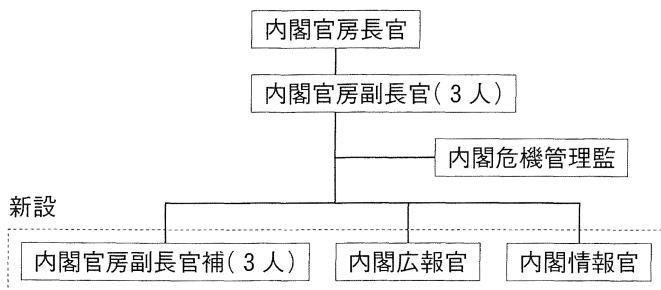 内閣官房長官
内閣官房副長官(3人)
内閣危機管理監
新設
内閣官房副長官補(3人)
内閣広報官
内閣情報官